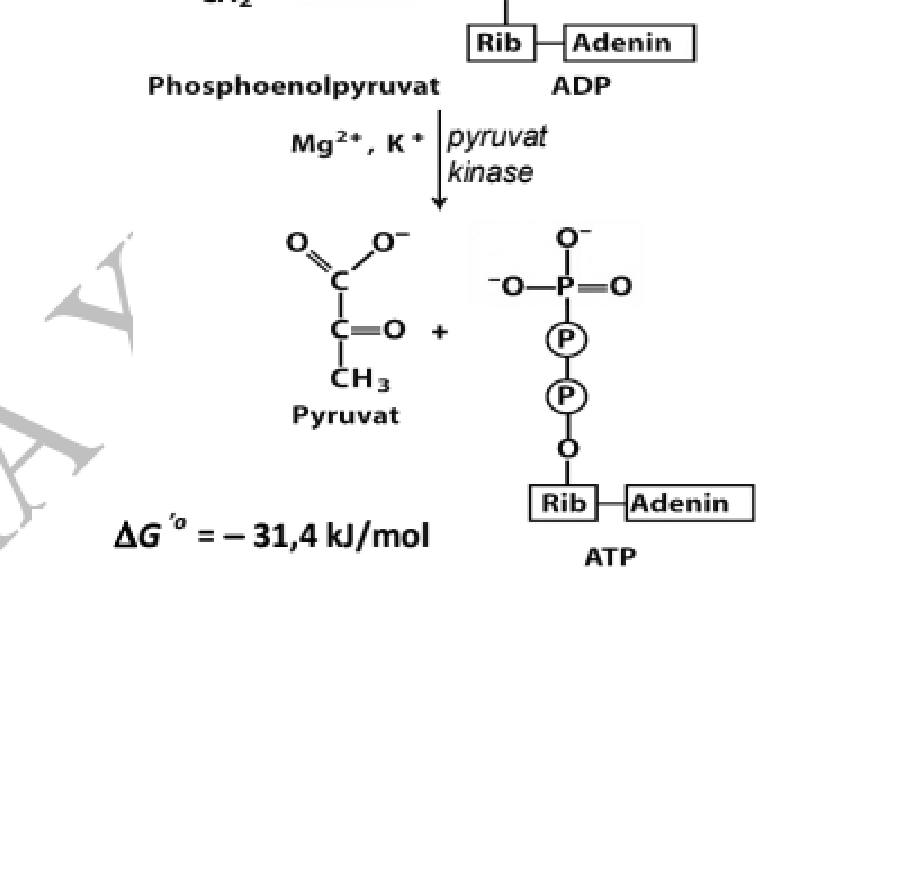 Rib Adenin
Phosphoenolpyruvat ADP
Mg²⁺, K⁺ pyruvat
kinase
O O⁻ O⁻
C ⁻O—P=O
C=O + P
CH₃ P
Pyruvat
O
Rib Adenin
ΔG′º = – 31,4 kJ/mol
ATP
A Y